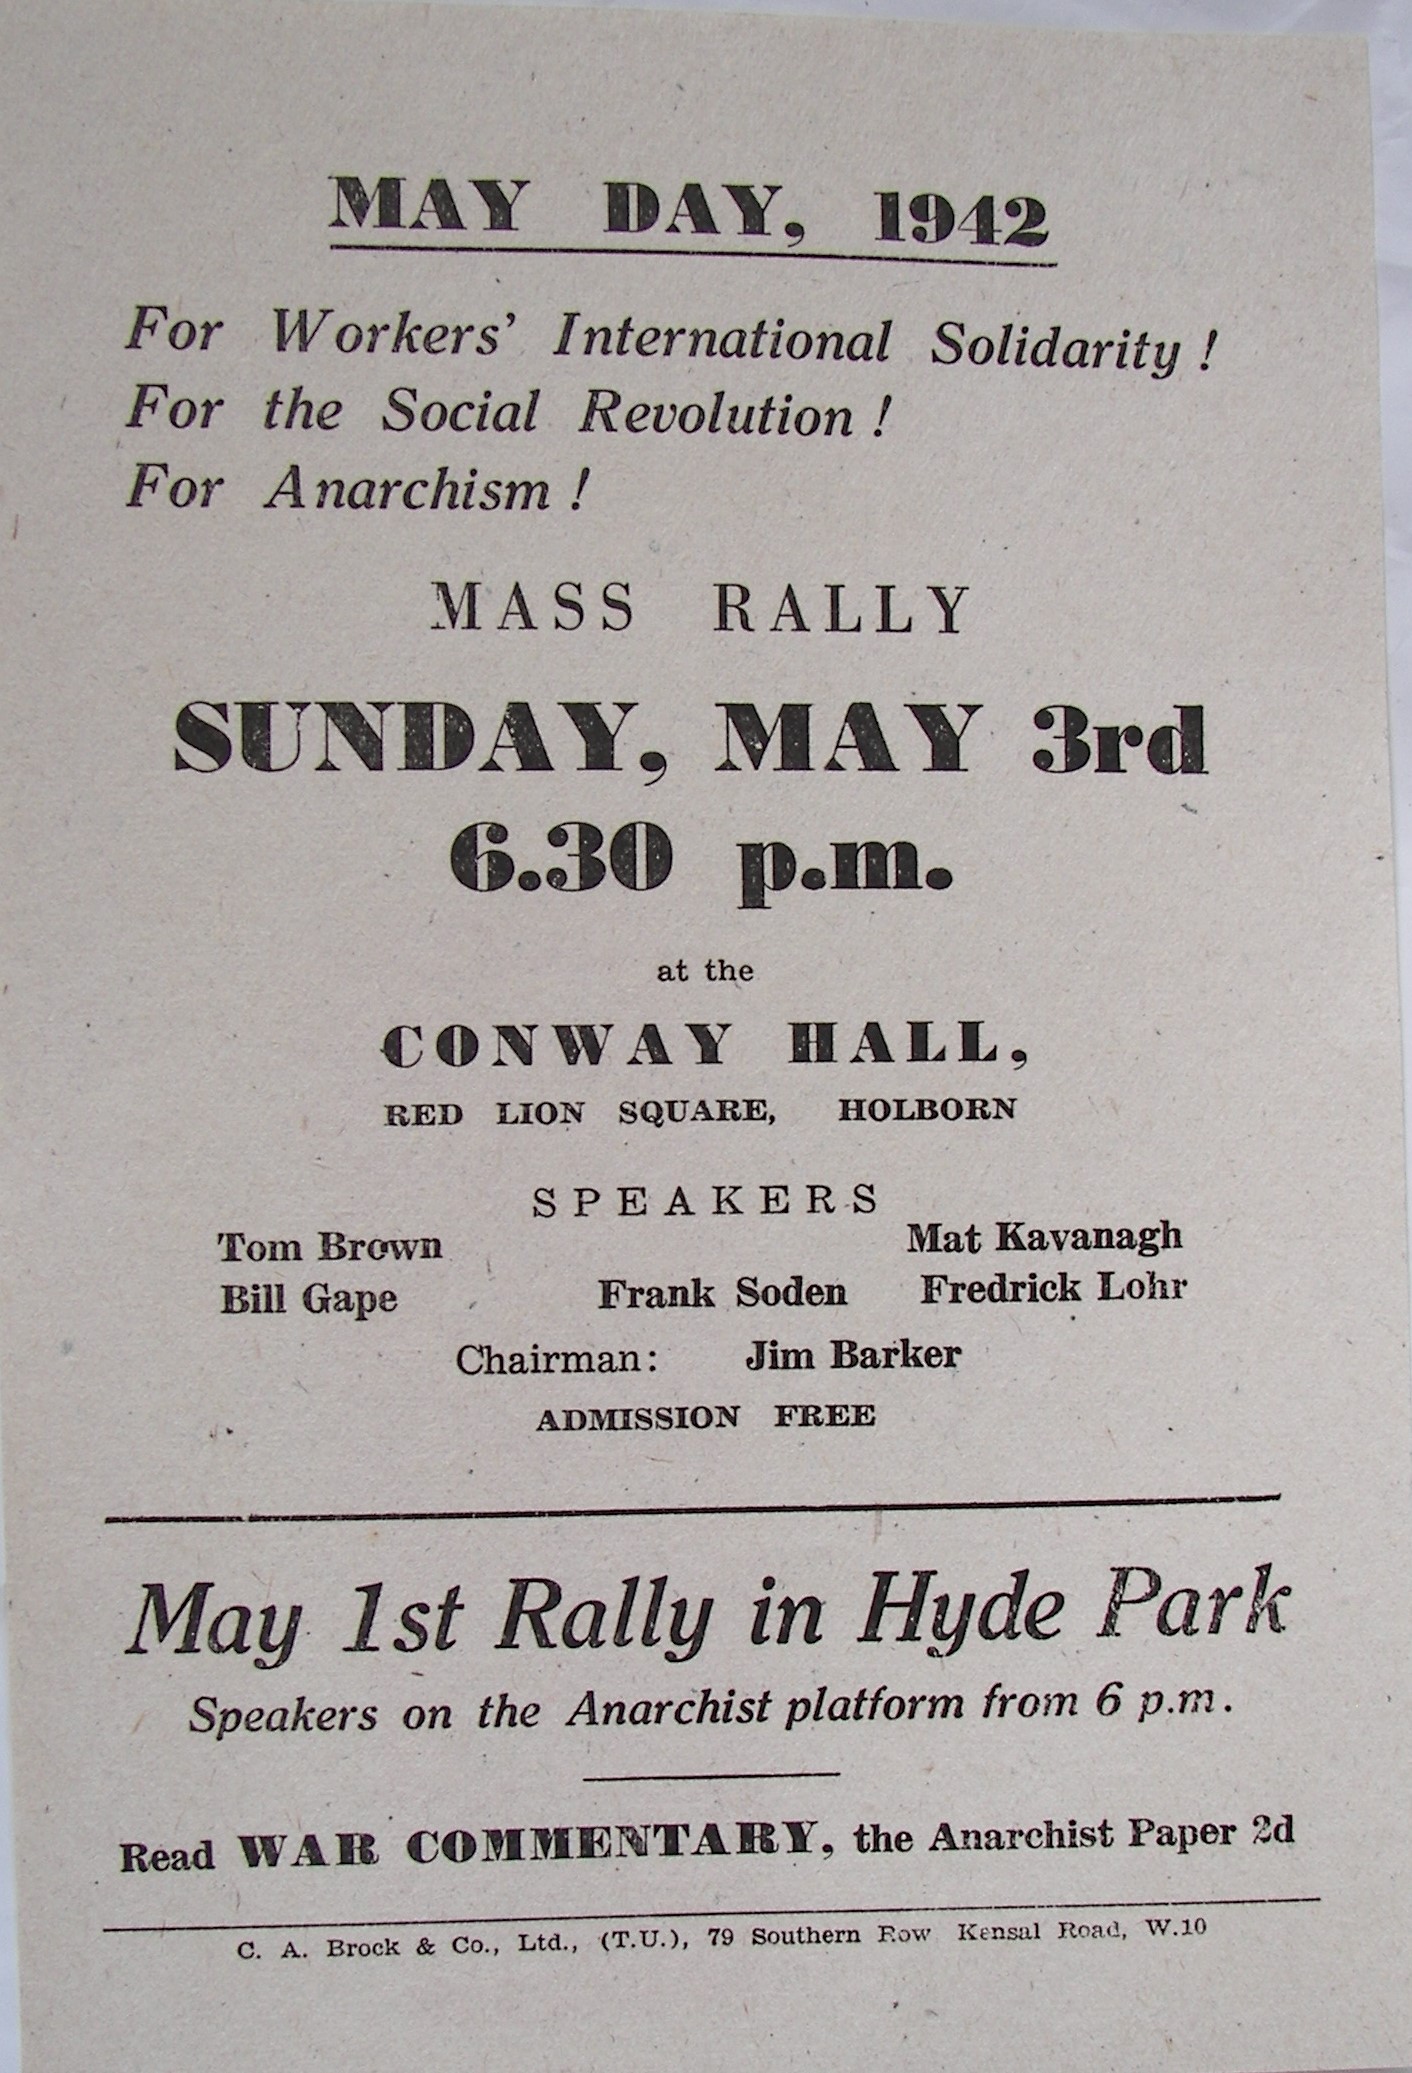 MAY DAY, 1942
For Workers' International Solidarity !
For the Social Revolution !
For Anarchism !
MASS RALLY
SUNDAY, MAY 3rd
6.30 p.m.
at the
CONWAY HALL,
RED LION SQUARE, HOLBORN
SPEAKERS
Tom Brown Mat Kavanagh
Bill Gape Frank Soden Fredrick Lohr
Chairman: Jim Barker
ADMISSION FREE
May 1st Rally in Hyde Park
Speakers on the Anarchist platform from 6 p.m.
Read WAR COMMENTARY, the Anarchist Paper 2d
C. A. Brock & Co., Ltd., (T.U.), 79 Southern Row Kensal Road, W.10